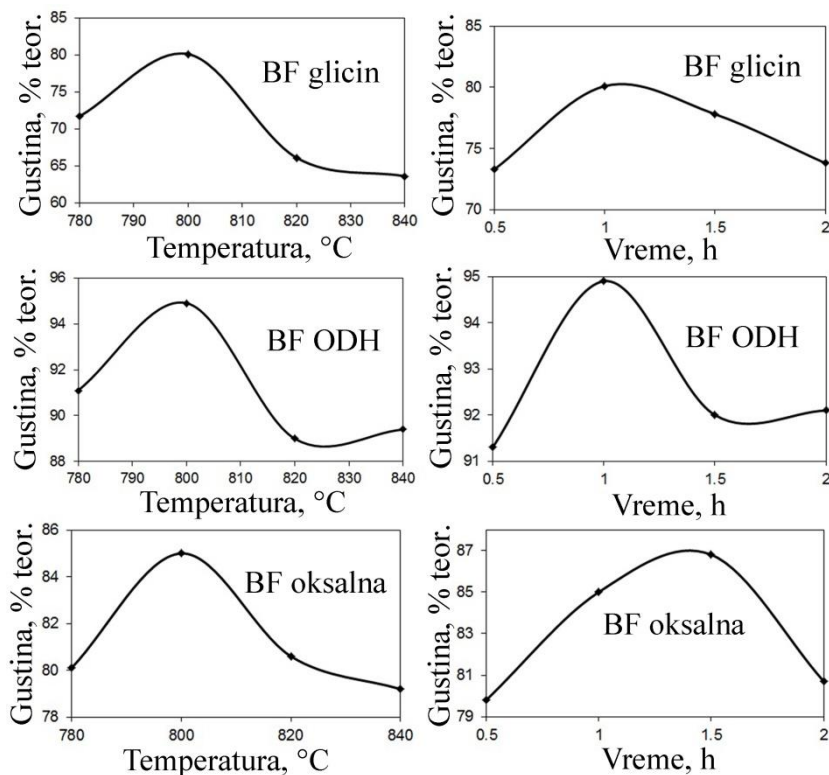 Gustina, % teor.
80
75
70
65
60
780 790 800 810 820 830 840
Temperatura, °C
BF glicin
Gustina, % teor.
85
80
75
70
0.5 1 1.5 2
Vreme, h
BF glicin
Gustina, % teor.
96
94
92
90
88
780 790 800 810 820 830 840
Temperatura, °C
BF ODH
Gustina, % teor.
95
94
93
92
91
0.5 1 1.5 2
Vreme, h
BF ODH
Gustina, % teor.
86
84
82
80
78
780 800 820 840
Temperatura, °C
BF oksalna
Gustina, % teor.
87
85
83
81
79
0.5 1 1.5 2
Vreme, h
BF oksalna